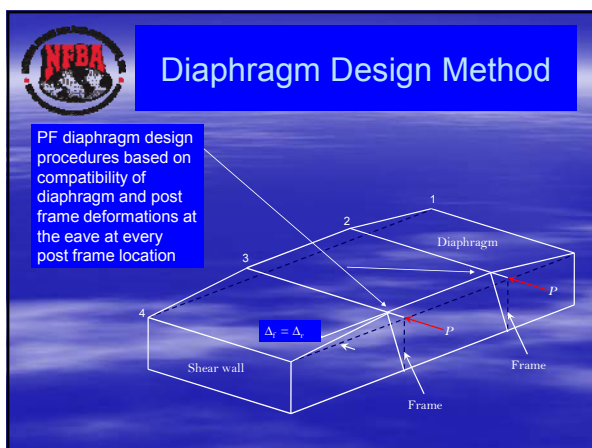 NFBA
Diaphragm Design Method
PF diaphragm design
procedures based on
compatibility of
diaphragm and post
frame deformations at
the eave at every
post frame location
1
2
Diaphragm
3
P
4
Δf = Δr
P
Shear wall
Frame
Frame